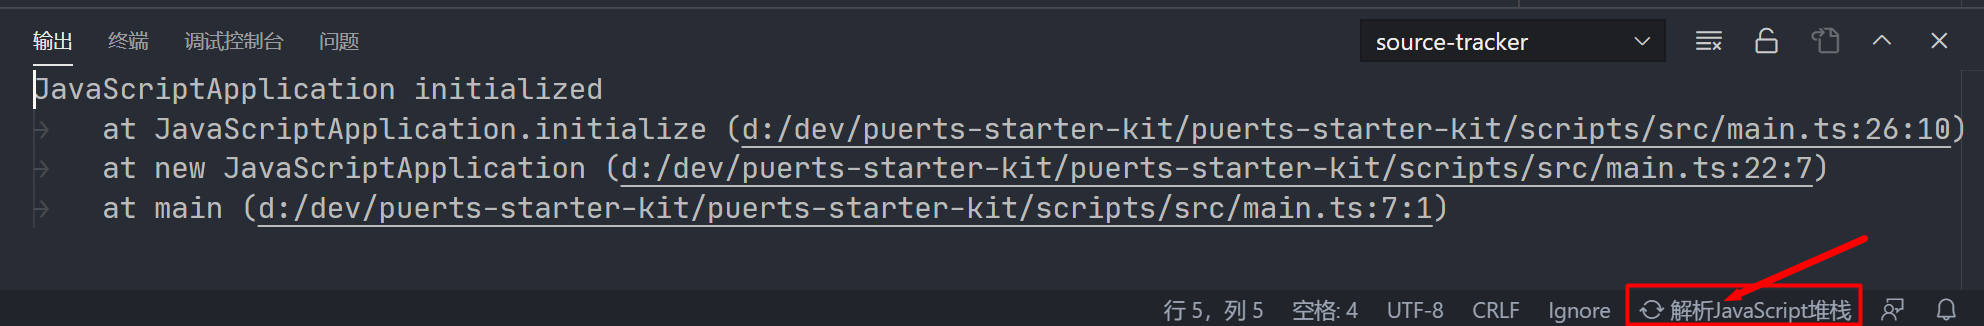 输出 终端 调试控制台 问题 source-tracker
JavaScriptApplication initialized
→ at JavaScriptApplication.initialize (d:/dev/puerts-starter-kit/puerts-starter-kit/scripts/src/main.ts:26:10)
→ at new JavaScriptApplication (d:/dev/puerts-starter-kit/puerts-starter-kit/scripts/src/main.ts:22:7)
→ at main (d:/dev/puerts-starter-kit/puerts-starter-kit/scripts/src/main.ts:7:1)
行 5，列 5 空格: 4 UTF-8 CRLF Ignore 解析JavaScript堆栈